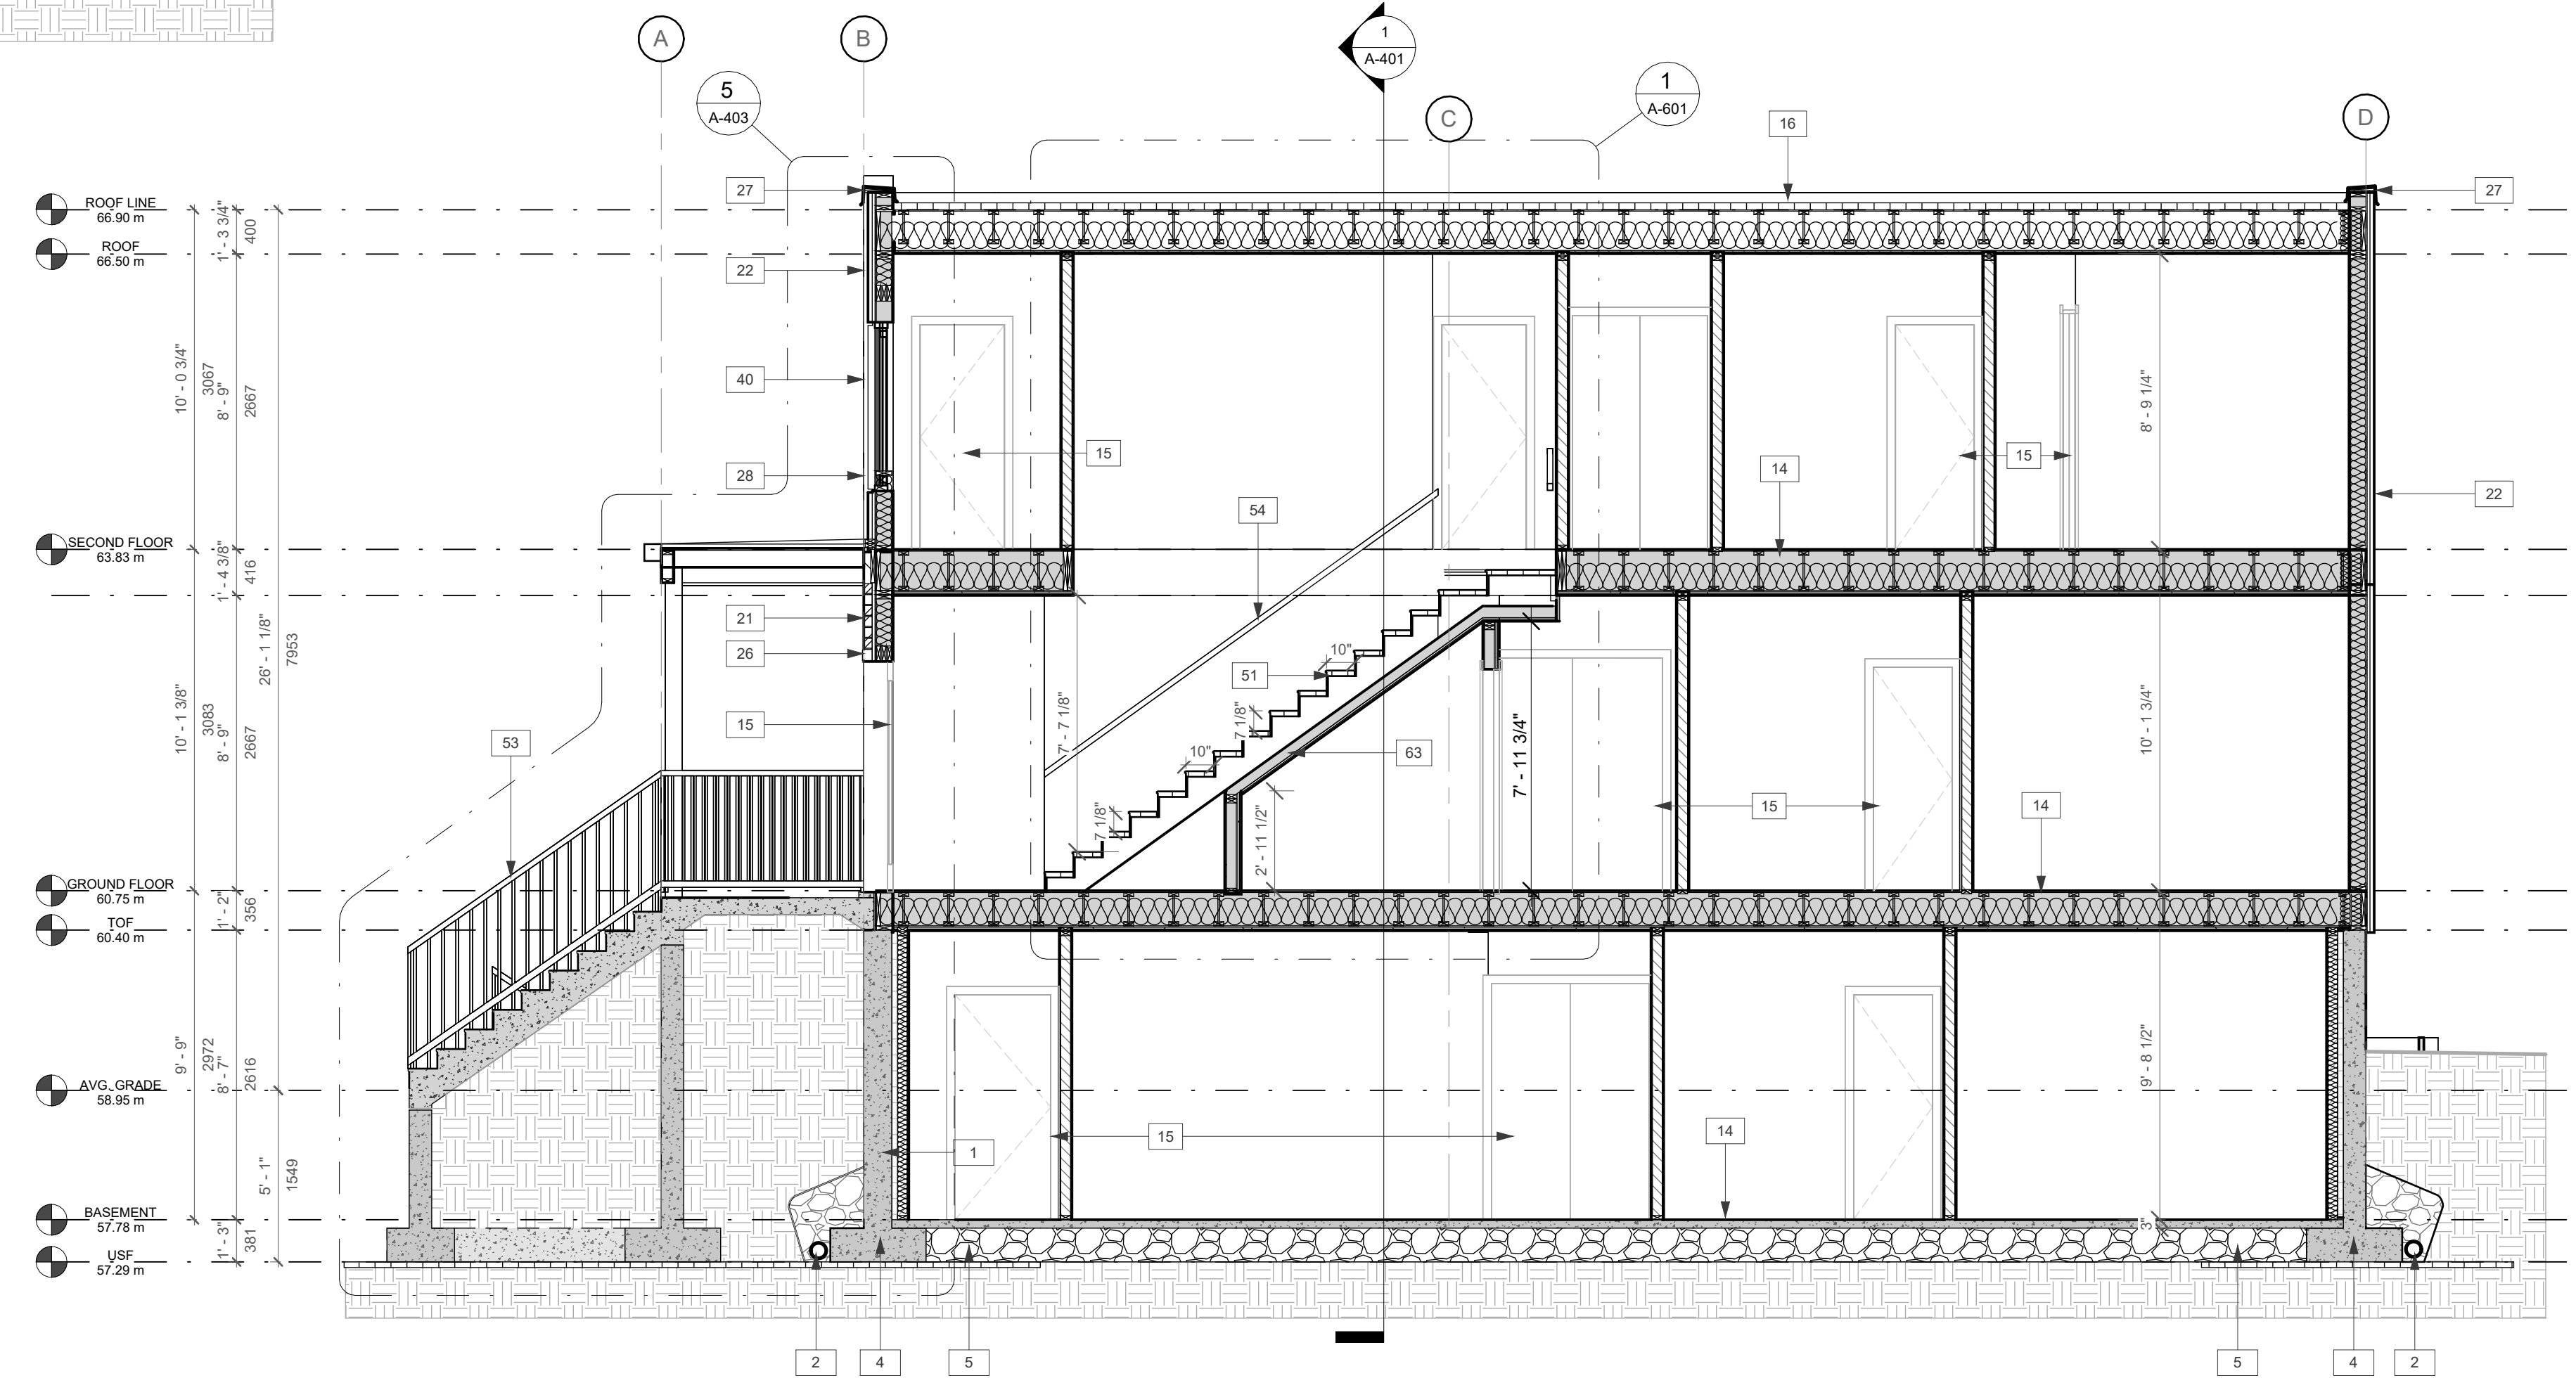 A
B
1
A-401
5
A-403
1
A-601
C
D
16
27
27
ROOF LINE
66.90 m
1' - 3 3/4"
400
ROOF
66.50 m
22
10' - 0 3/4"
3067
8' - 9"
2667
40
8' - 9 1/4"
15
15
14
28
22
54
SECOND FLOOR
63.83 m
1' - 4 3/8"
416
21
26
26' - 1 1/8"
7953
10"
51
10' - 1 3/8"
3083
8' - 9"
2667
15
7' - 7 1/8"
7 1/8"
10"
63
7' - 11 3/4"
10' - 1 3/4"
53
15
14
7 1/8"
2' - 11 1/2"
GROUND FLOOR
60.75 m
1' - 2"
356
TOF
60.40 m
9' - 9"
2972
8' - 7"
2616
9' - 8 1/2"
AVG. GRADE
58.95 m
15
14
1
5' - 1"
1549
BASEMENT
57.78 m
3"
1' - 3"
381
USF
57.29 m
2
4
5
5
4
2